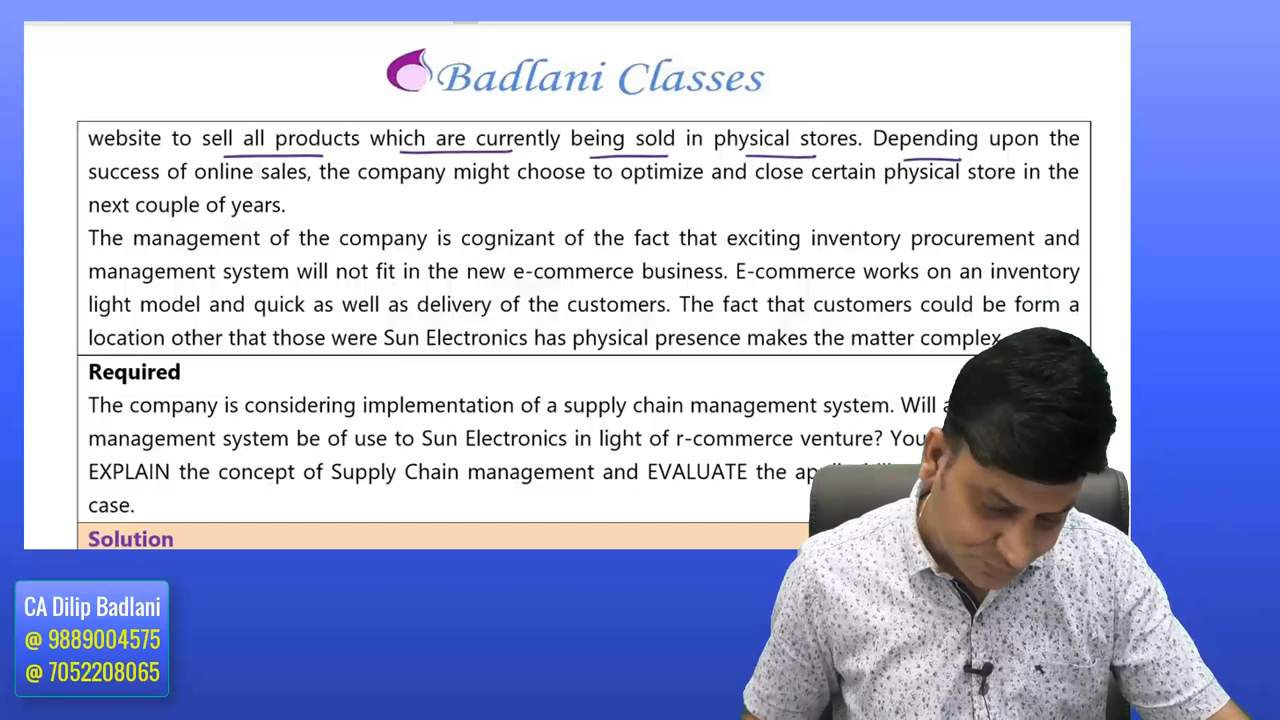 Badlani Classes
website to sell all products which are currently being sold in physical stores. Depending upon the
success of online sales, the company might choose to optimize and close certain physical store in the
next couple of years.
The management of the company is cognizant of the fact that exciting inventory procurement and
management system will not fit in the new e-commerce business. E-commerce works on an inventory
light model and quick as well as delivery of the customers. The fact that customers could be form a
location other that those were Sun Electronics has physical presence makes the matter complex
Required
The company is considering implementation of a supply chain management system. Will
management system be of use to Sun Electronics in light of r-commerce venture?
EXPLAIN the concept of Supply Chain management and EVALUATE the
case.
Solution
CA Dilip Badlani
@ 9889004575
@ 7052208065